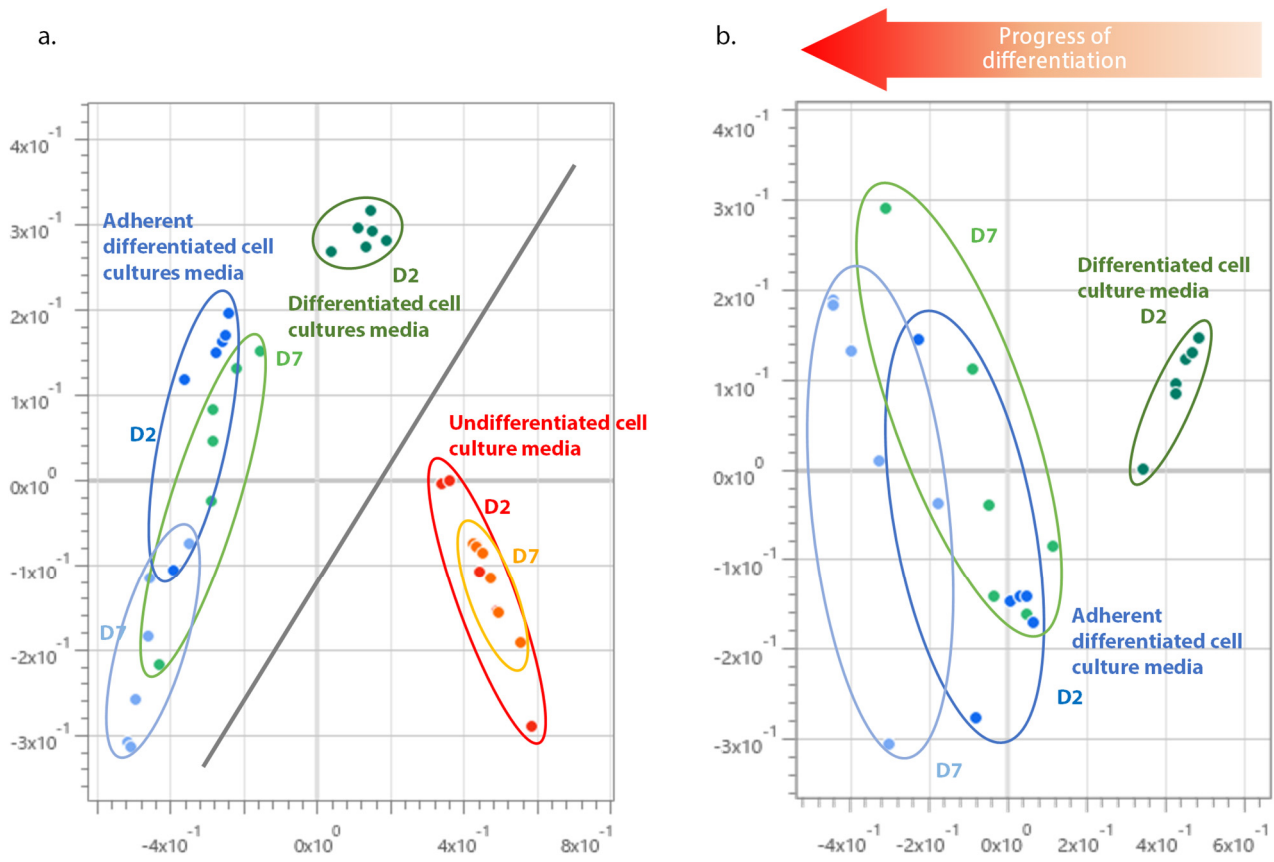 a.
4x10⁻¹
3x10⁻¹
2x10⁻¹
1x10⁻¹
0x10⁰
-1x10⁻¹
-2x10⁻¹
-3x10⁻¹
-4x10⁻¹
0x10⁰
4x10⁻¹
8x10⁻¹
Adherent
differentiated cell
cultures media
D2
Differentiated cell
cultures media
D7
D2
D7
Undifferentiated cell
culture media
D2
D7
b.
Progress of
differentiation
4x10⁻¹
3x10⁻¹
2x10⁻¹
1x10⁻¹
0x10⁰
-1x10⁻¹
-2x10⁻¹
-3x10⁻¹
-4x10⁻¹
-2x10⁻¹
0x10⁰
2x10⁻¹
4x10⁻¹
6x10⁻¹
D7
Differentiated cell
culture media
D2
Adherent
differentiated cell
culture media
D2
D7